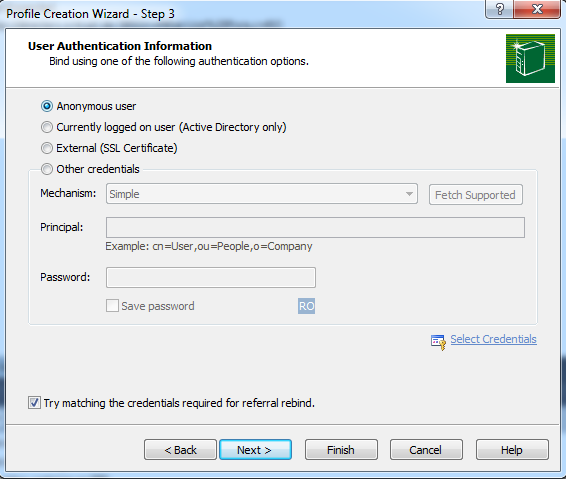 Profile Creation Wizard - Step 3
?
User Authentication Information
Bind using one of the following authentication options.
Anonymous user
Currently logged on user (Active Directory only)
External (SSL Certificate)
Other credentials
Mechanism: Simple Fetch Supported
Principal:
Example: cn=User,ou=People,o=Company
Password:
Save password RO
Select Credentials
Try matching the credentials required for referral rebind.
< Back Next > Finish Cancel Help